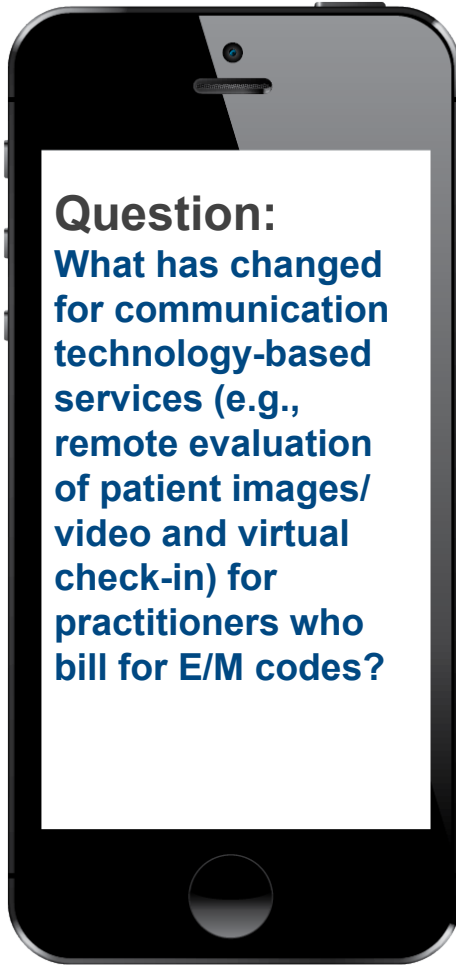 Question:
What has changed
for communication
technology-based
services (e.g.,
remote evaluation
of patient images/
video and virtual
check-in) for
practitioners who
bill for E/M codes?